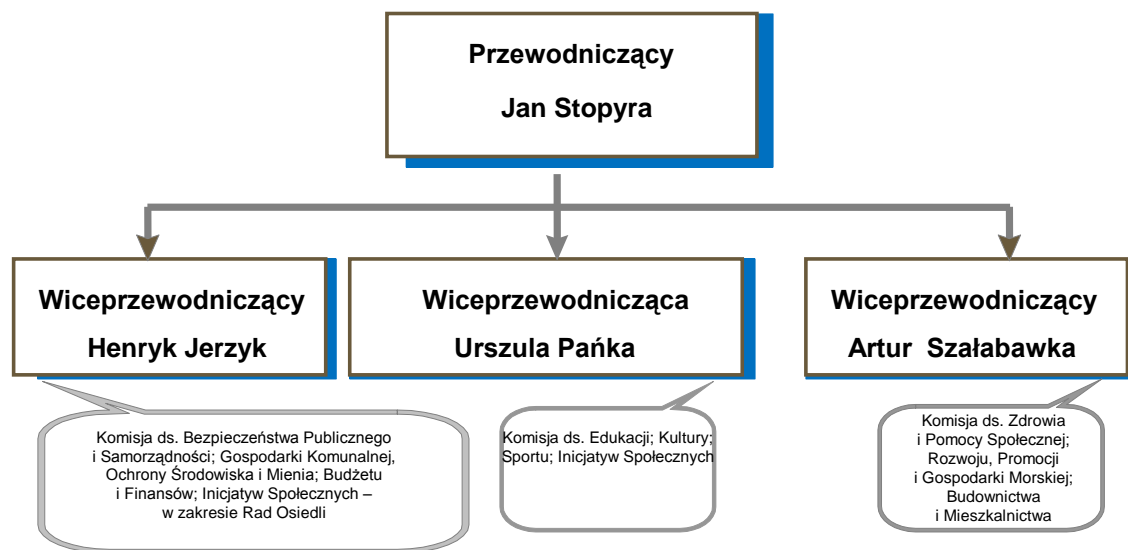 Przewodniczący
Jan Stopyra
Wiceprzewodniczący
Henryk Jerzyk
Wiceprzewodnicząca
Urszula Pańka
Wiceprzewodniczący
Artur Szałabawka
Komisja ds. Bezpieczeństwa Publicznego
i Samorządności; Gospodarki Komunalnej,
Ochrony Środowiska i Mienia; Budżetu
i Finansów; Inicjatyw Społecznych –
w zakresie Rad Osiedli
Komisja ds. Edukacji; Kultury;
Sportu; Inicjatyw Społecznych
Komisja ds. Zdrowia
i Pomocy Społecznej;
Rozwoju, Promocji
i Gospodarki Morskiej;
Budownictwa
i Mieszkalnictwa